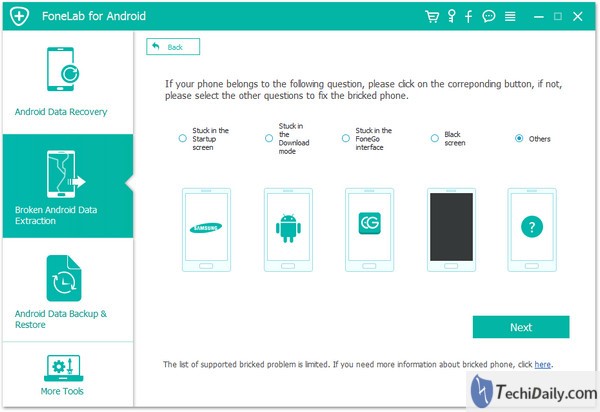 FoneLab for Android
Back
If your phone belongs to the following question, please click on the correponding button, if not,
please select the other questions to fix the bricked phone.
Android Data Recovery
Broken Android Data
Extraction
Android Data Backup &
Restore
More Tools
Stuck in the
Startup
screen
Stuck in
the
Download
mode
Stuck in the
FoneGo
interface
Black
screen
Others
SAMSUNG
?
Next
The list of supported bricked problem is limited. If you need more information about bricked phone, click here.
TechiDaily.com